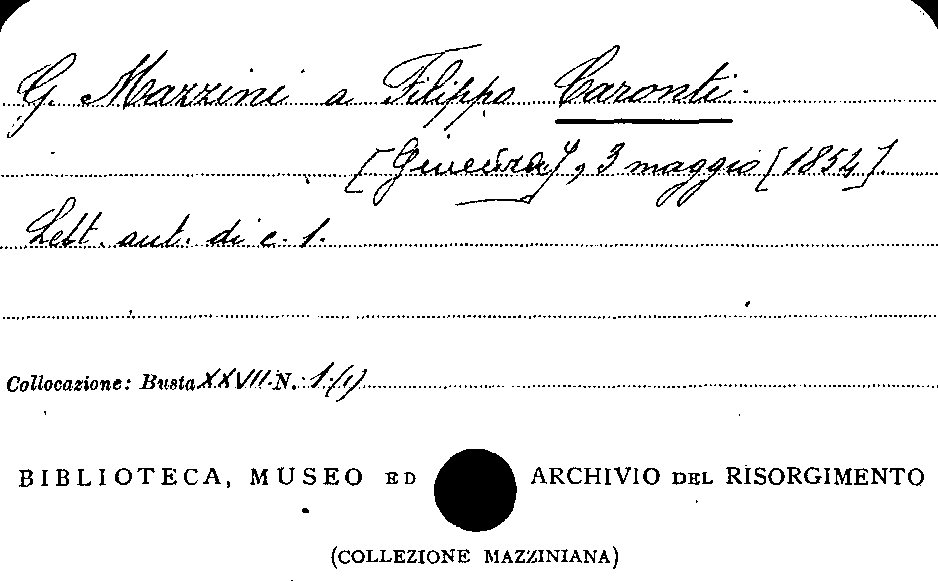 G. Mazzini a Filippo Caronti.
[Ginevra], 3 maggio [1854].
Lett. aut. di c. 1.
Collocazione: Busta XXVII N. 1 (1)
BIBLIOTECA, MUSEO ED ARCHIVIO DEL RISORGIMENTO
(COLLEZIONE MAZZINIANA)